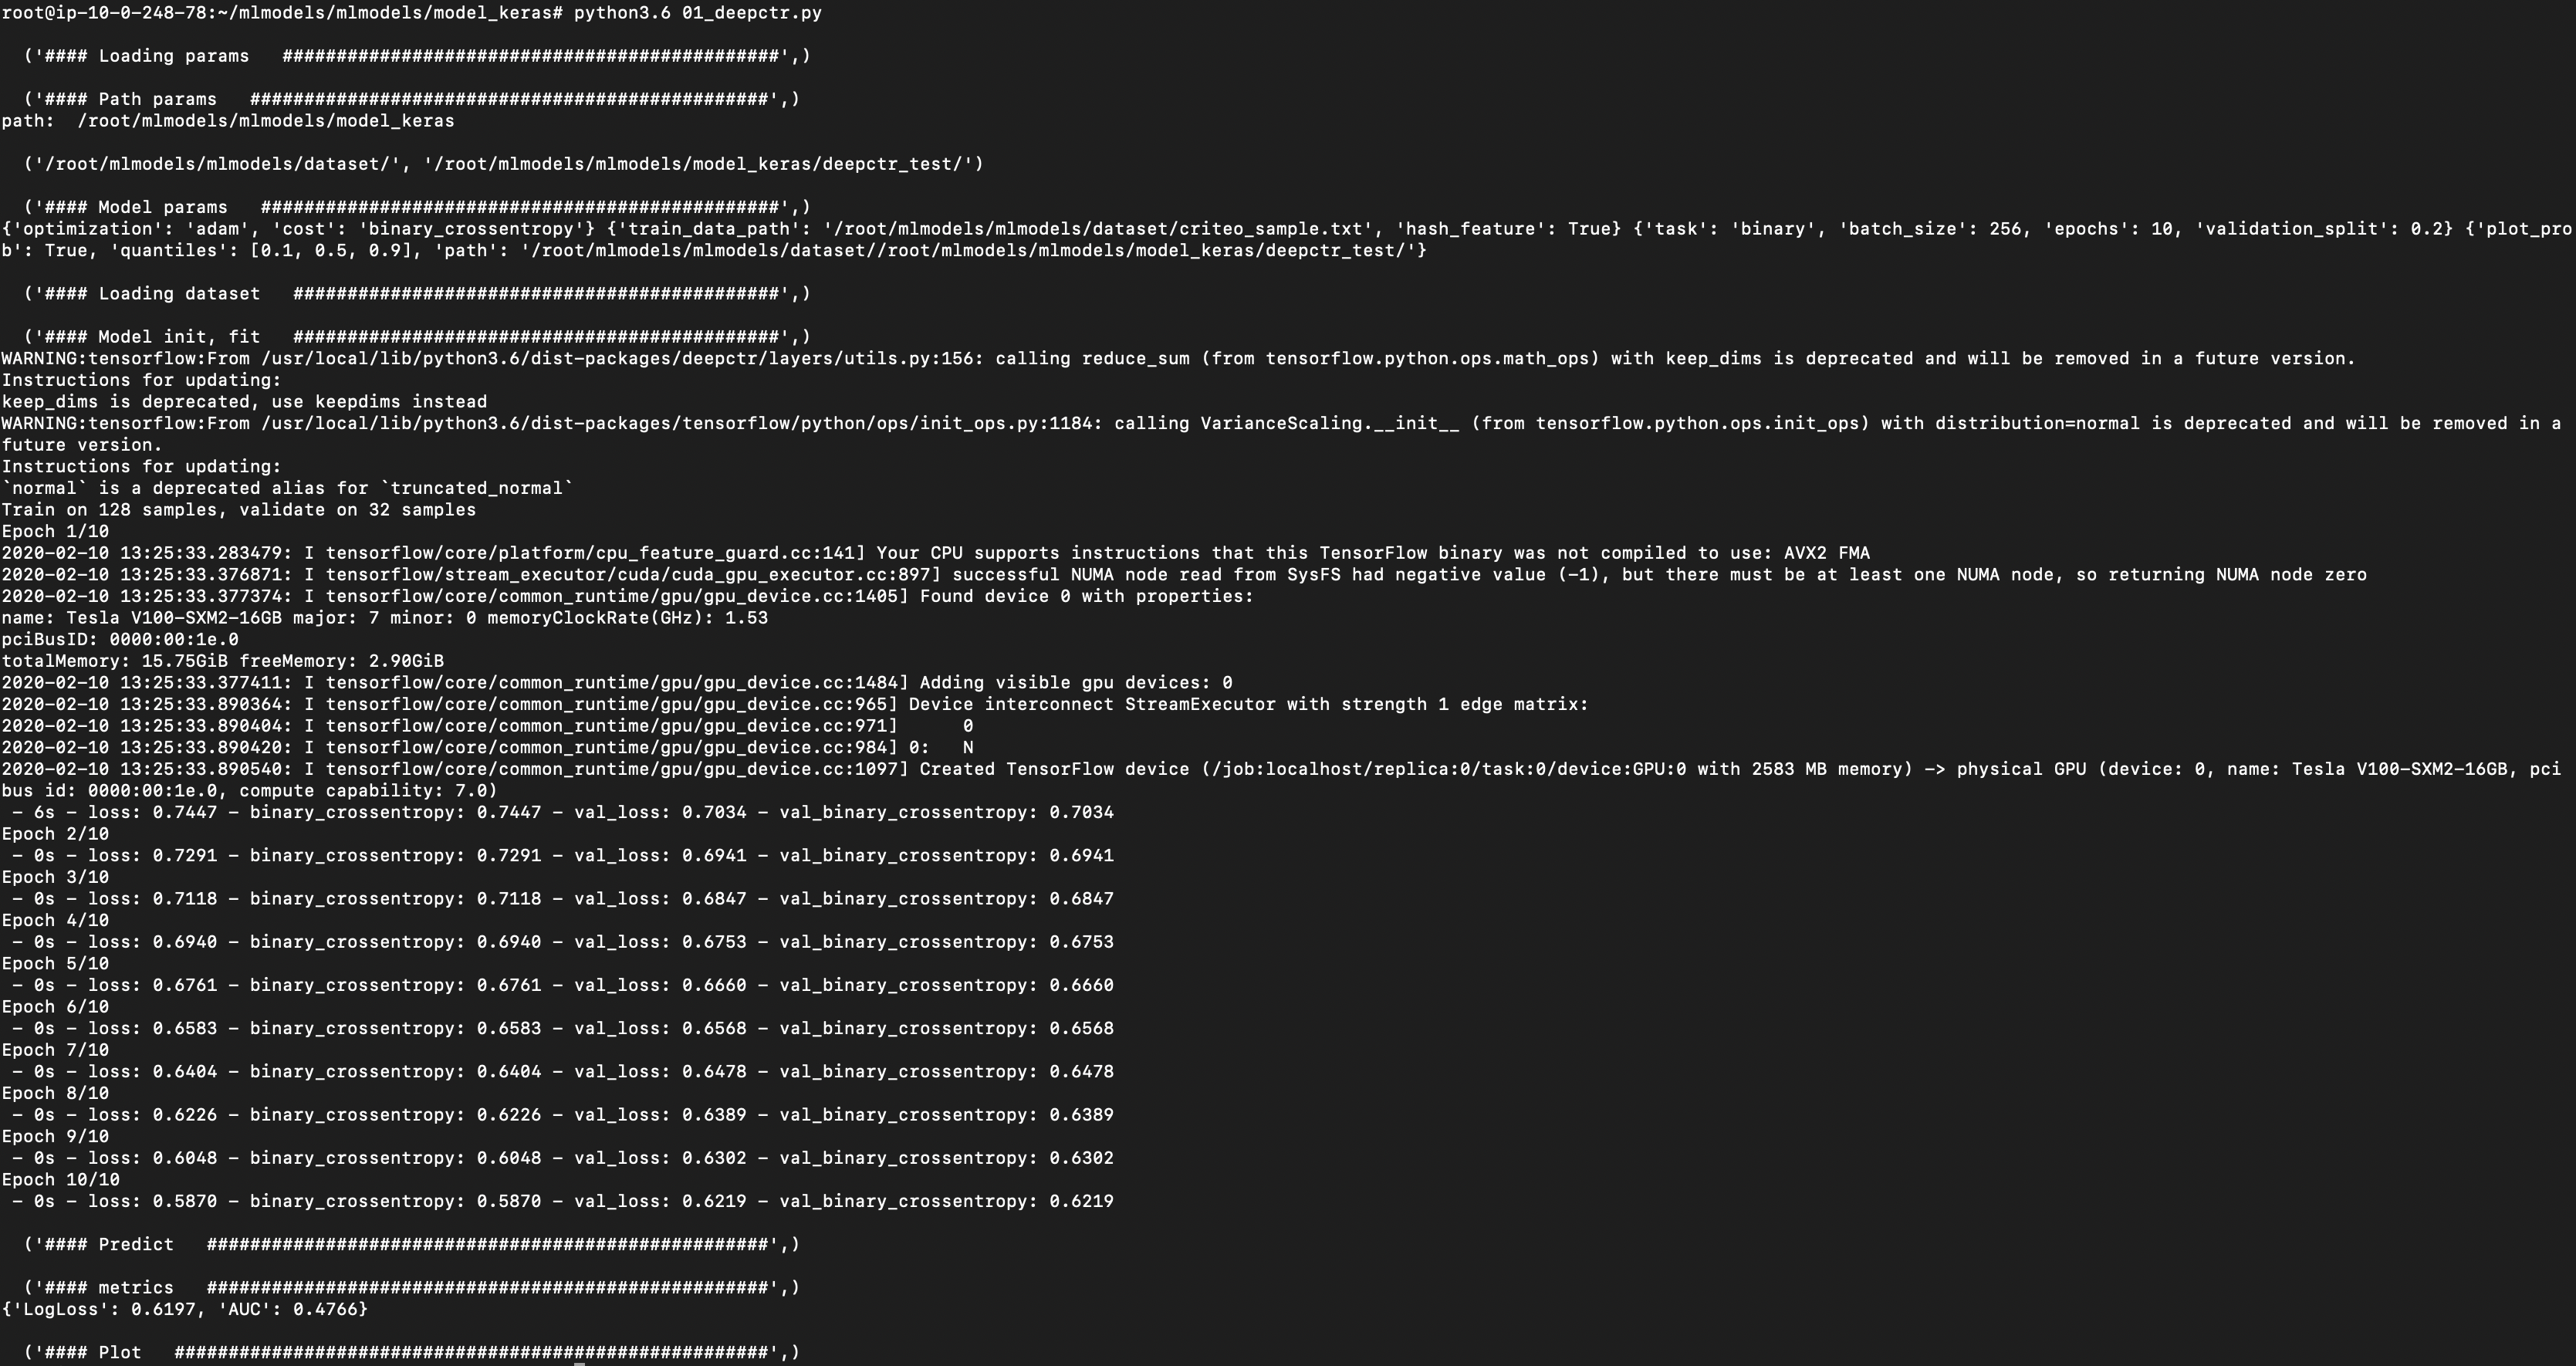 root@ip-10-0-248-78:~/mlmodels/mlmodels/model_keras# python3.6 01_deepctr.py
('#### Loading params   ##############################################',)
('#### Path params   ################################################',)
path:  /root/mlmodels/mlmodels/model_keras
('/root/mlmodels/mlmodels/dataset/', '/root/mlmodels/mlmodels/model_keras/deepctr_test/')
('#### Model params   ################################################',)
{'optimization': 'adam', 'cost': 'binary_crossentropy'} {'train_data_path': '/root/mlmodels/mlmodels/dataset/criteo_sample.txt', 'hash_feature': True} {'task': 'binary', 'batch_size': 256, 'epochs': 10, 'validation_split': 0.2} {'plot_pro
b': True, 'quantiles': [0.1, 0.5, 0.9], 'path': '/root/mlmodels/mlmodels/dataset//root/mlmodels/mlmodels/model_keras/deepctr_test/'}
('#### Loading dataset   #############################################',)
('#### Model init, fit   #############################################',)
WARNING:tensorflow:From /usr/local/lib/python3.6/dist-packages/deepctr/layers/utils.py:156: calling reduce_sum (from tensorflow.python.ops.math_ops) with keep_dims is deprecated and will be removed in a future version.
Instructions for updating:
keep_dims is deprecated, use keepdims instead
WARNING:tensorflow:From /usr/local/lib/python3.6/dist-packages/tensorflow/python/ops/init_ops.py:1184: calling VarianceScaling.__init__ (from tensorflow.python.ops.init_ops) with distribution=normal is deprecated and will be removed in a
future version.
Instructions for updating:
`normal` is a deprecated alias for `truncated_normal`
Train on 128 samples, validate on 32 samples
Epoch 1/10
2020-02-10 13:25:33.283479: I tensorflow/core/platform/cpu_feature_guard.cc:141] Your CPU supports instructions that this TensorFlow binary was not compiled to use: AVX2 FMA
2020-02-10 13:25:33.376871: I tensorflow/stream_executor/cuda/cuda_gpu_executor.cc:897] successful NUMA node read from SysFS had negative value (-1), but there must be at least one NUMA node, so returning NUMA node zero
2020-02-10 13:25:33.377374: I tensorflow/core/common_runtime/gpu/gpu_device.cc:1405] Found device 0 with properties:
name: Tesla V100-SXM2-16GB major: 7 minor: 0 memoryClockRate(GHz): 1.53
pciBusID: 0000:00:1e.0
totalMemory: 15.75GiB freeMemory: 2.90GiB
2020-02-10 13:25:33.377411: I tensorflow/core/common_runtime/gpu/gpu_device.cc:1484] Adding visible gpu devices: 0
2020-02-10 13:25:33.890364: I tensorflow/core/common_runtime/gpu/gpu_device.cc:965] Device interconnect StreamExecutor with strength 1 edge matrix:
2020-02-10 13:25:33.890404: I tensorflow/core/common_runtime/gpu/gpu_device.cc:971]      0
2020-02-10 13:25:33.890420: I tensorflow/core/common_runtime/gpu/gpu_device.cc:984] 0:   N
2020-02-10 13:25:33.890540: I tensorflow/core/common_runtime/gpu/gpu_device.cc:1097] Created TensorFlow device (/job:localhost/replica:0/task:0/device:GPU:0 with 2583 MB memory) -> physical GPU (device: 0, name: Tesla V100-SXM2-16GB, pci
bus id: 0000:00:1e.0, compute capability: 7.0)
- 6s - loss: 0.7447 - binary_crossentropy: 0.7447 - val_loss: 0.7034 - val_binary_crossentropy: 0.7034
Epoch 2/10
- 0s - loss: 0.7291 - binary_crossentropy: 0.7291 - val_loss: 0.6941 - val_binary_crossentropy: 0.6941
Epoch 3/10
- 0s - loss: 0.7118 - binary_crossentropy: 0.7118 - val_loss: 0.6847 - val_binary_crossentropy: 0.6847
Epoch 4/10
- 0s - loss: 0.6940 - binary_crossentropy: 0.6940 - val_loss: 0.6753 - val_binary_crossentropy: 0.6753
Epoch 5/10
- 0s - loss: 0.6761 - binary_crossentropy: 0.6761 - val_loss: 0.6660 - val_binary_crossentropy: 0.6660
Epoch 6/10
- 0s - loss: 0.6583 - binary_crossentropy: 0.6583 - val_loss: 0.6568 - val_binary_crossentropy: 0.6568
Epoch 7/10
- 0s - loss: 0.6404 - binary_crossentropy: 0.6404 - val_loss: 0.6478 - val_binary_crossentropy: 0.6478
Epoch 8/10
- 0s - loss: 0.6226 - binary_crossentropy: 0.6226 - val_loss: 0.6389 - val_binary_crossentropy: 0.6389
Epoch 9/10
- 0s - loss: 0.6048 - binary_crossentropy: 0.6048 - val_loss: 0.6302 - val_binary_crossentropy: 0.6302
Epoch 10/10
- 0s - loss: 0.5870 - binary_crossentropy: 0.5870 - val_loss: 0.6219 - val_binary_crossentropy: 0.6219
('#### Predict   ####################################################',)
('#### metrics   ####################################################',)
{'LogLoss': 0.6197, 'AUC': 0.4766}
('#### Plot   #######################################################',)